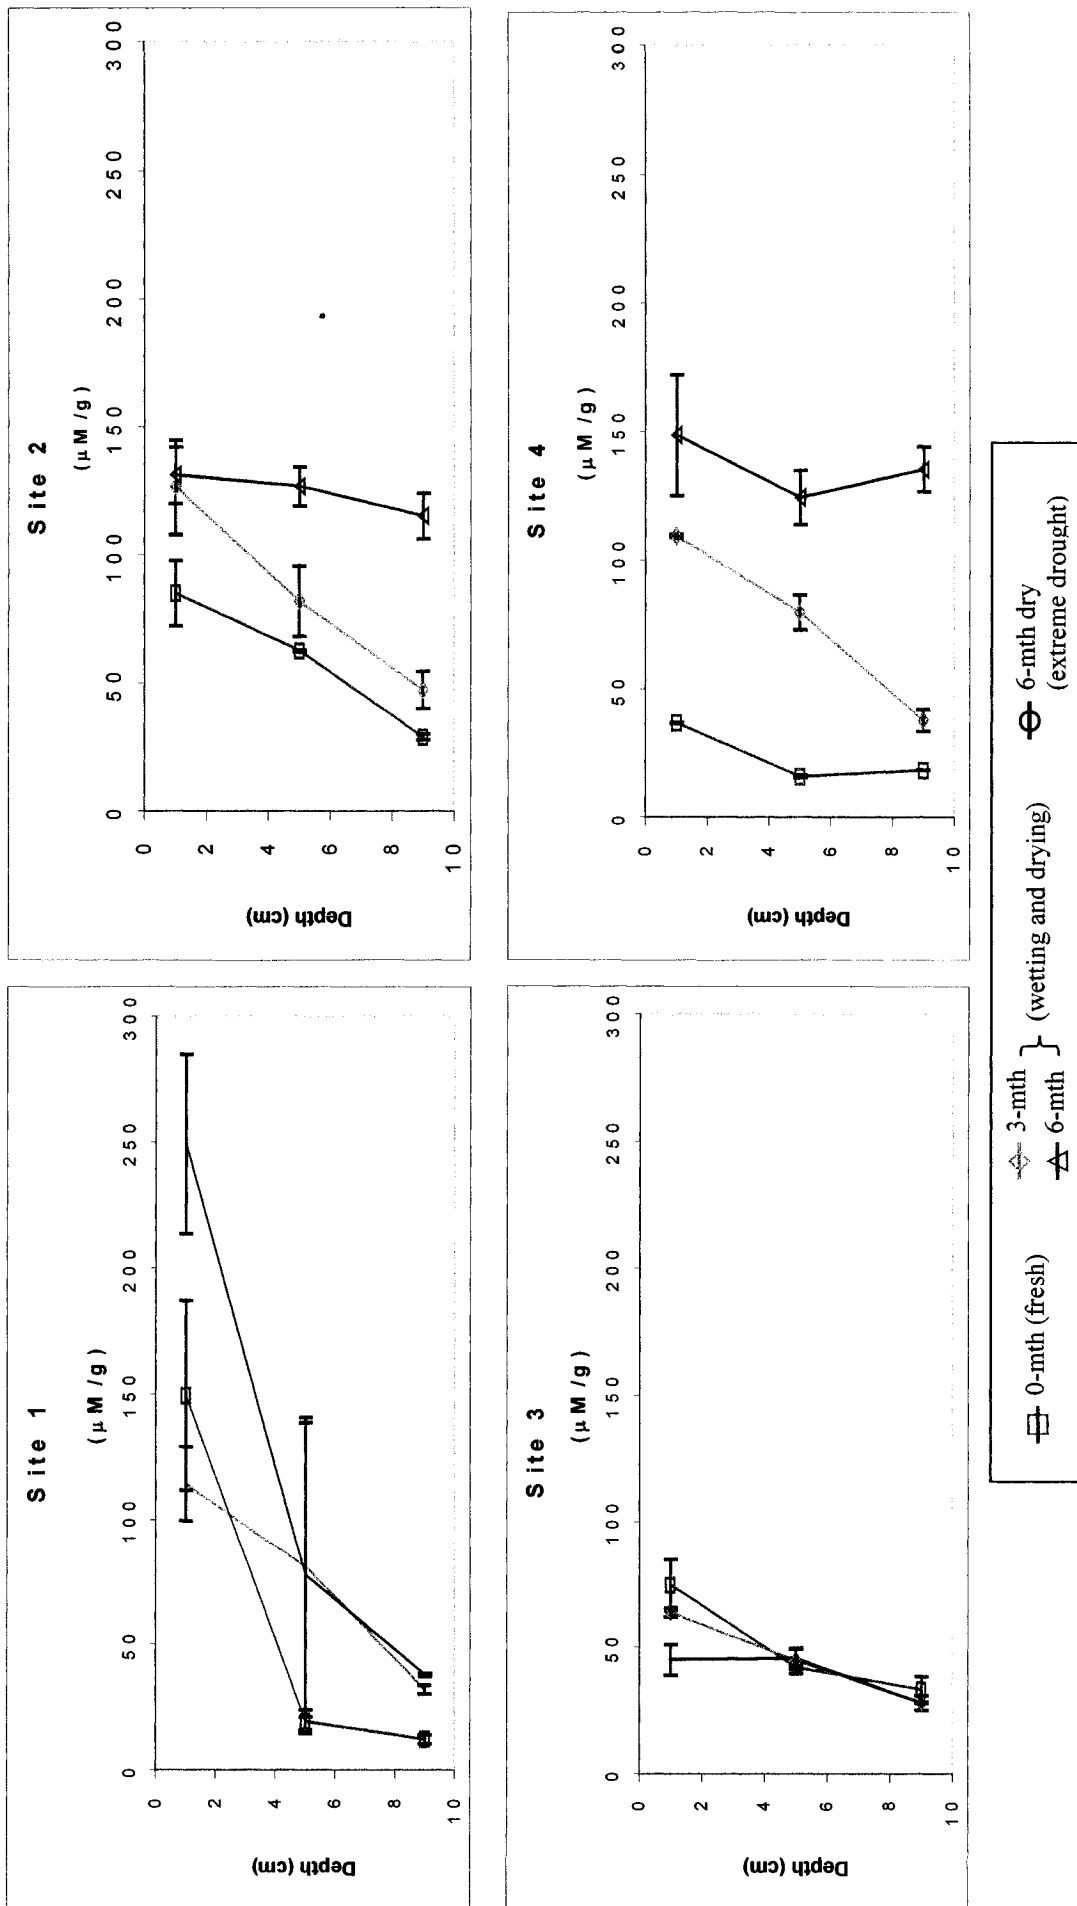 Site 1
(µM/g)
0 50 100 150 200 250 300
0
2
4
6
8
10
Depth (cm)
Site 2
(µM/g)
0 50 100 150 200 250 300
0
2
4
6
8
10
Depth (cm)
Site 3
(µM/g)
0 50 100 150 200 250 300
0
2
4
6
8
10
Depth (cm)
Site 4
(µM/g)
0 50 100 150 200 250 300
0
2
4
6
8
10
Depth (cm)
0-mth (fresh)
3-mth
6-mth
} (wetting and drying)
6-mth dry
(extreme drought)